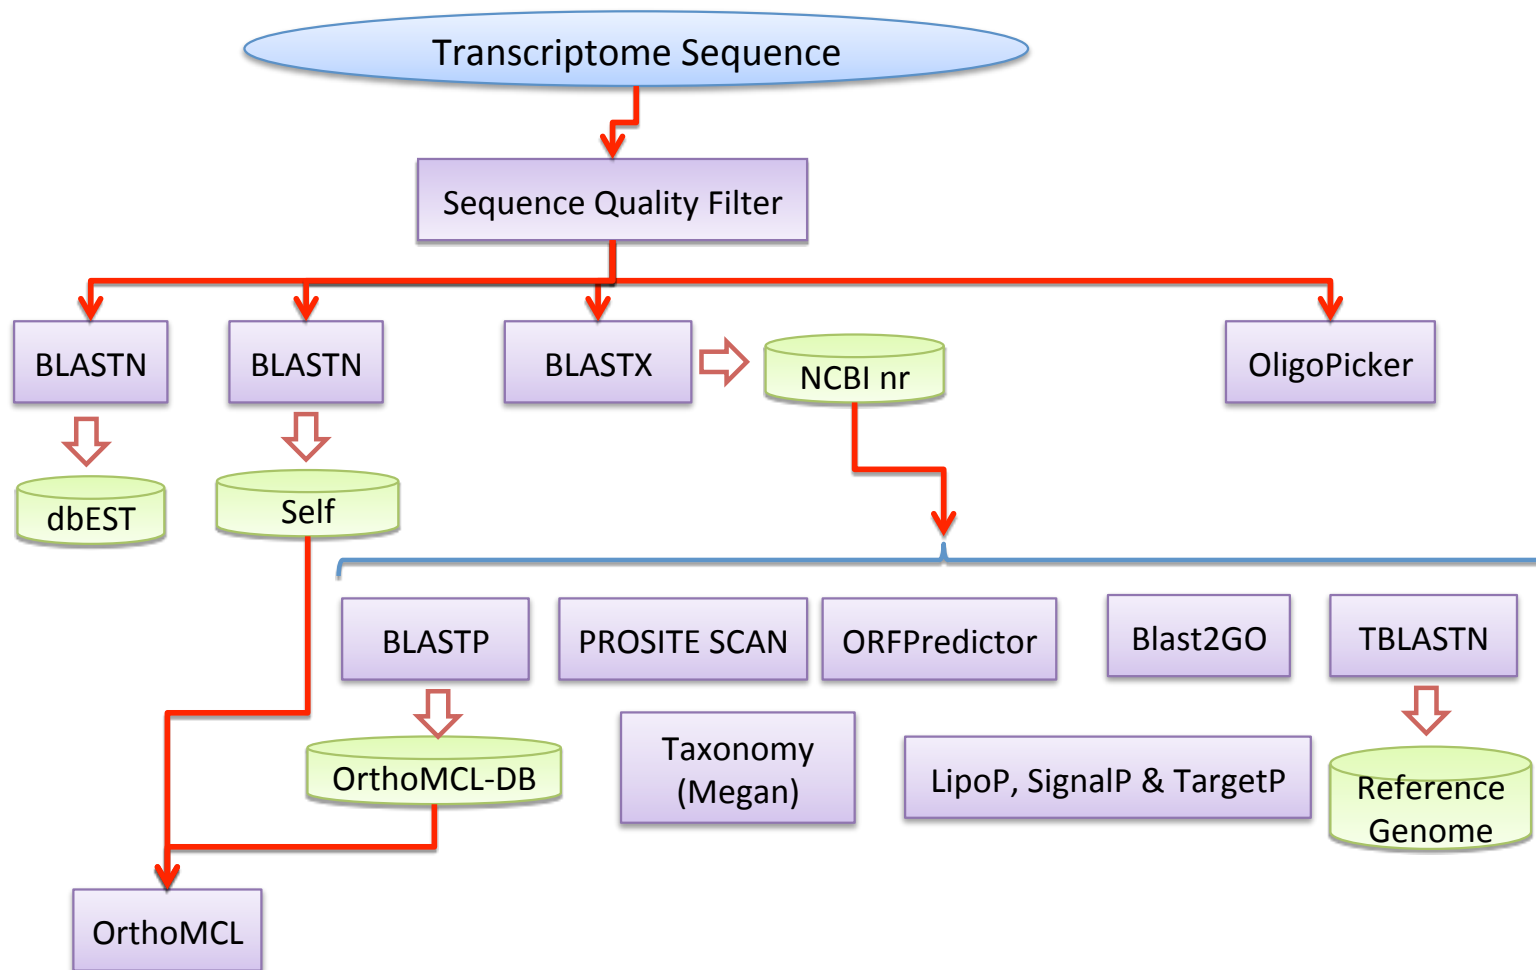 Transcriptome Sequence
Sequence Quality Filter
BLASTN
BLASTN
BLASTX
NCBI nr
OligoPicker
dbEST
Self
BLASTP
PROSITE SCAN
ORFPredictor
Blast2GO
TBLASTN
OrthoMCL-DB
Taxonomy
(Megan)
LipoP, SignalP & TargetP
Reference
Genome
OrthoMCL